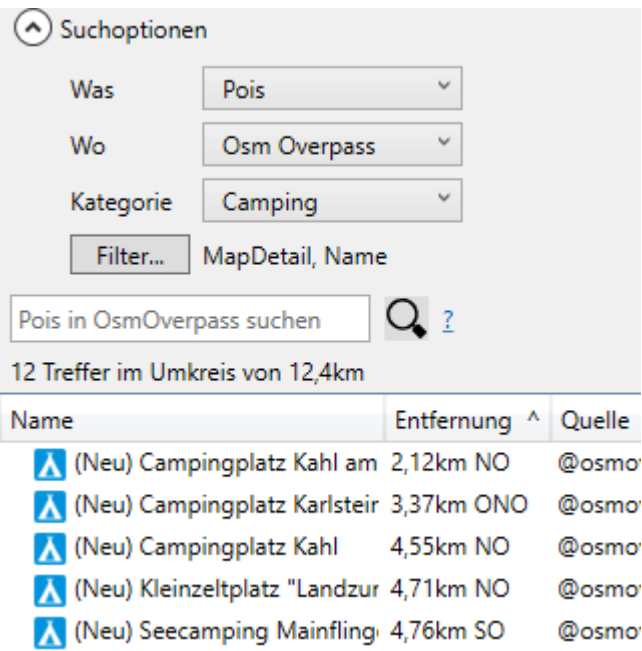 Suchoptionen
Was Pois
Wo Osm Overpass
Kategorie Camping
Filter... MapDetail, Name
Pois in OsmOverpass suchen ?
12 Treffer im Umkreis von 12,4km
Name Entfernung ^ Quelle
(Neu) Campingplatz Kahl am 2,12km NO @osmo
(Neu) Campingplatz Karlstein 3,37km ONO @osmo
(Neu) Campingplatz Kahl 4,55km NO @osmo
(Neu) Kleinzeltplatz "Landzur 4,71km NO @osmo
(Neu) Seecamping Mainfling 4,76km SO @osmo